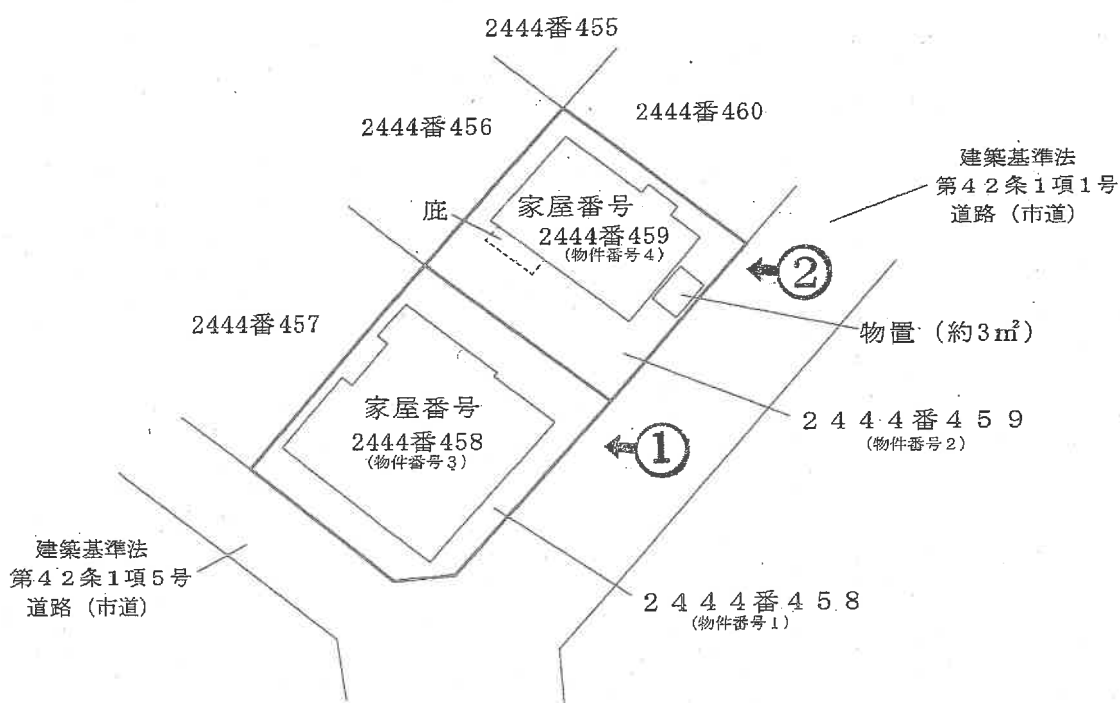 2444番455
2444番456
2444番460
建築基準法
第42条1項1号
道路（市道）
庇
家屋番号
2444番459
（物件番号4）
②
2444番457
物置（約3㎡）
家屋番号
2444番458
（物件番号3）
①
2444番459
（物件番号2）
建築基準法
第42条1項5号
道路（市道）
2444番458
（物件番号1）